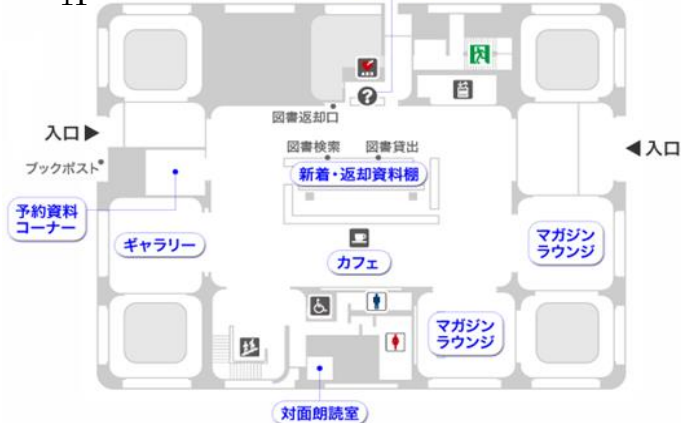 11
?
図書返却口
入口▶
◀入口
図書検索 図書貸出
ブックポスト
新着・返却資料棚
予約資料
コーナー
ギャラリー
カフェ
マガジン
ラウンジ
マガジン
ラウンジ
対面朗読室